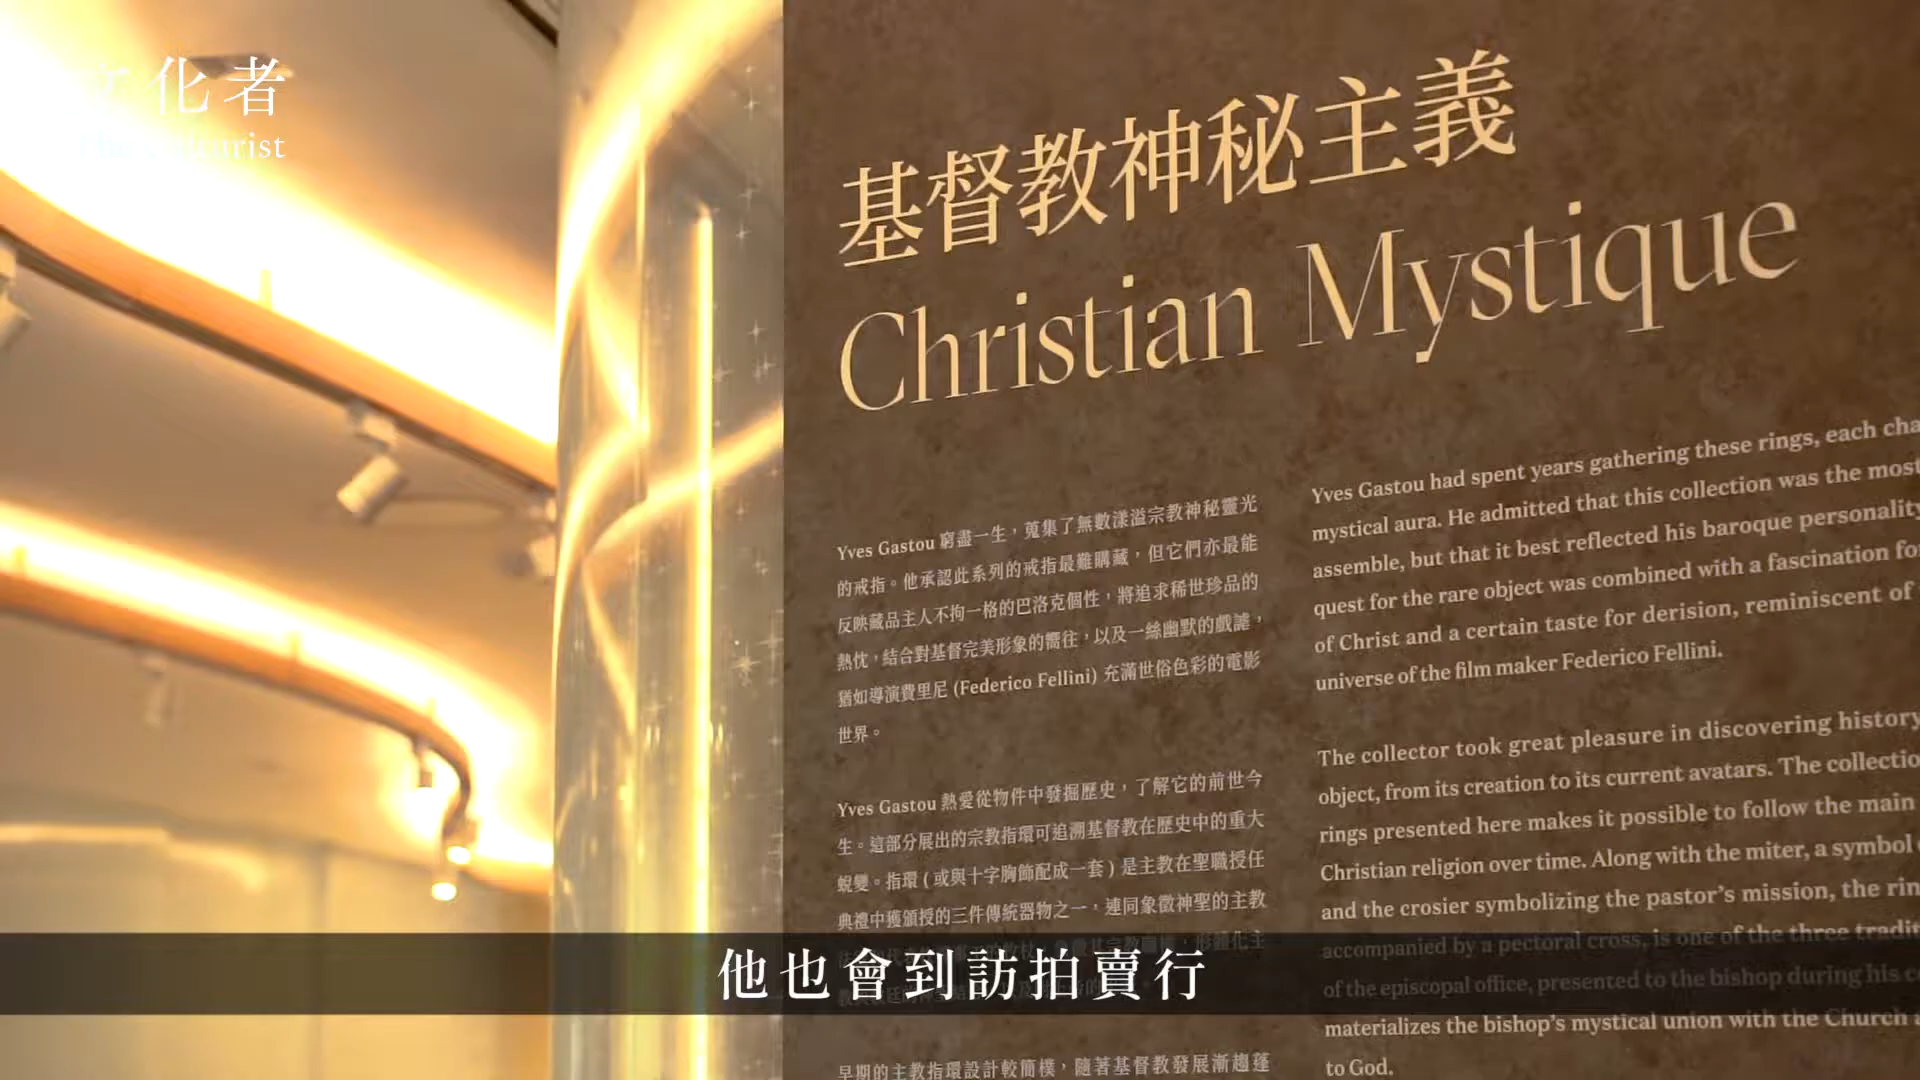 文化者
The Culturist
基督教神秘主義
Christian Mystique
Yves Gastou 窮盡一生，蒐集了無數漾溢宗教神秘靈光
的戒指。他承認此系列的戒指最難購藏，但它們亦最能
反映藏品主人不拘一格的巴洛克個性，將追求稀世珍品的
熱忱，結合對基督完美形象的嚮往，以及一絲幽默的戲謔，
猶如導演費里尼 (Federico Fellini) 充滿世俗色彩的電影
世界。
Yves Gastou 熱愛從物件中發掘歷史，了解它的前世今
生。這部分展出的宗教指環可追溯基督教在歷史中的重大
蛻變。指環 ( 或與十字胸飾配成一套 ) 是主教在聖職授任
典禮中獲頒授的三件傳統器物之一，連同象徵神聖的主教
早期的主教指環設計較簡樸，隨著基督教發展漸趨蓬
Yves Gastou had spent years gathering these rings, each cha
mystical aura. He admitted that this collection was the most
assemble, but that it best reflected his baroque personality
quest for the rare object was combined with a fascination for
of Christ and a certain taste for derision, reminiscent of
universe of the film maker Federico Fellini.
The collector took great pleasure in discovering history
object, from its creation to its current avatars. The collectio
rings presented here makes it possible to follow the main
Christian religion over time. Along with the miter, a symbol
and the crosier symbolizing the pastor's mission, the rin
accompanied by a pectoral cross, is one of the three tradit
of the episcopal office, presented to the bishop during his c
materializes the bishop's mystical union with the Church a
to God.
他也會到訪拍賣行